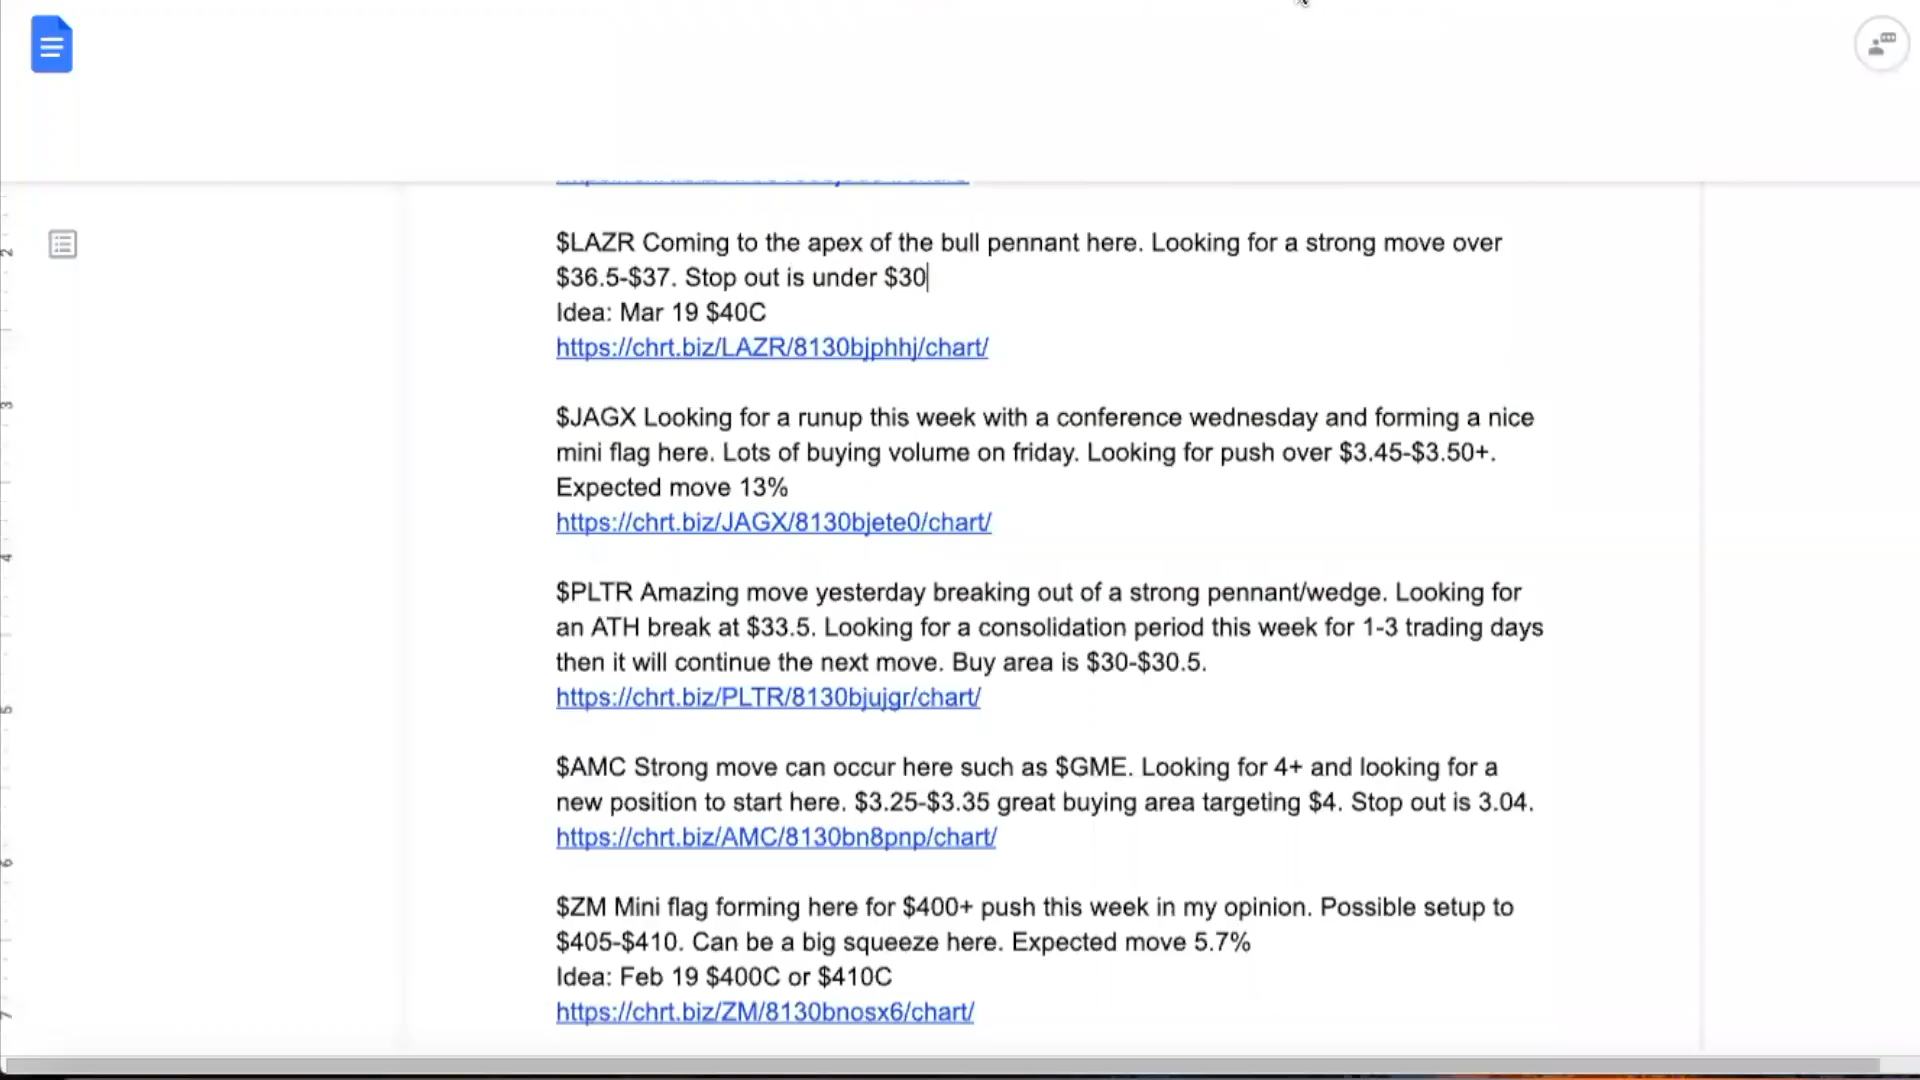 $LAZR Coming to the apex of the bull pennant here. Looking for a strong move over
$36.5-$37. Stop out is under $30
Idea: Mar 19 $40C
https://chrt.biz/LAZR/8130bjphhj/chart/
$JAGX Looking for a runup this week with a conference wednesday and forming a nice
mini flag here. Lots of buying volume on friday. Looking for push over $3.45-$3.50+.
Expected move 13%
https://chrt.biz/JAGX/8130bjete0/chart/
$PLTR Amazing move yesterday breaking out of a strong pennant/wedge. Looking for
an ATH break at $33.5. Looking for a consolidation period this week for 1-3 trading days
then it will continue the next move. Buy area is $30-$30.5.
https://chrt.biz/PLTR/8130bjujgr/chart/
$AMC Strong move can occur here such as $GME. Looking for 4+ and looking for a
new position to start here. $3.25-$3.35 great buying area targeting $4. Stop out is 3.04.
https://chrt.biz/AMC/8130bn8pnp/chart/
$ZM Mini flag forming here for $400+ push this week in my opinion. Possible setup to
$405-$410. Can be a big squeeze here. Expected move 5.7%
Idea: Feb 19 $400C or $410C
https://chrt.biz/ZM/8130bnosx6/chart/
2
3
4
5
6
7